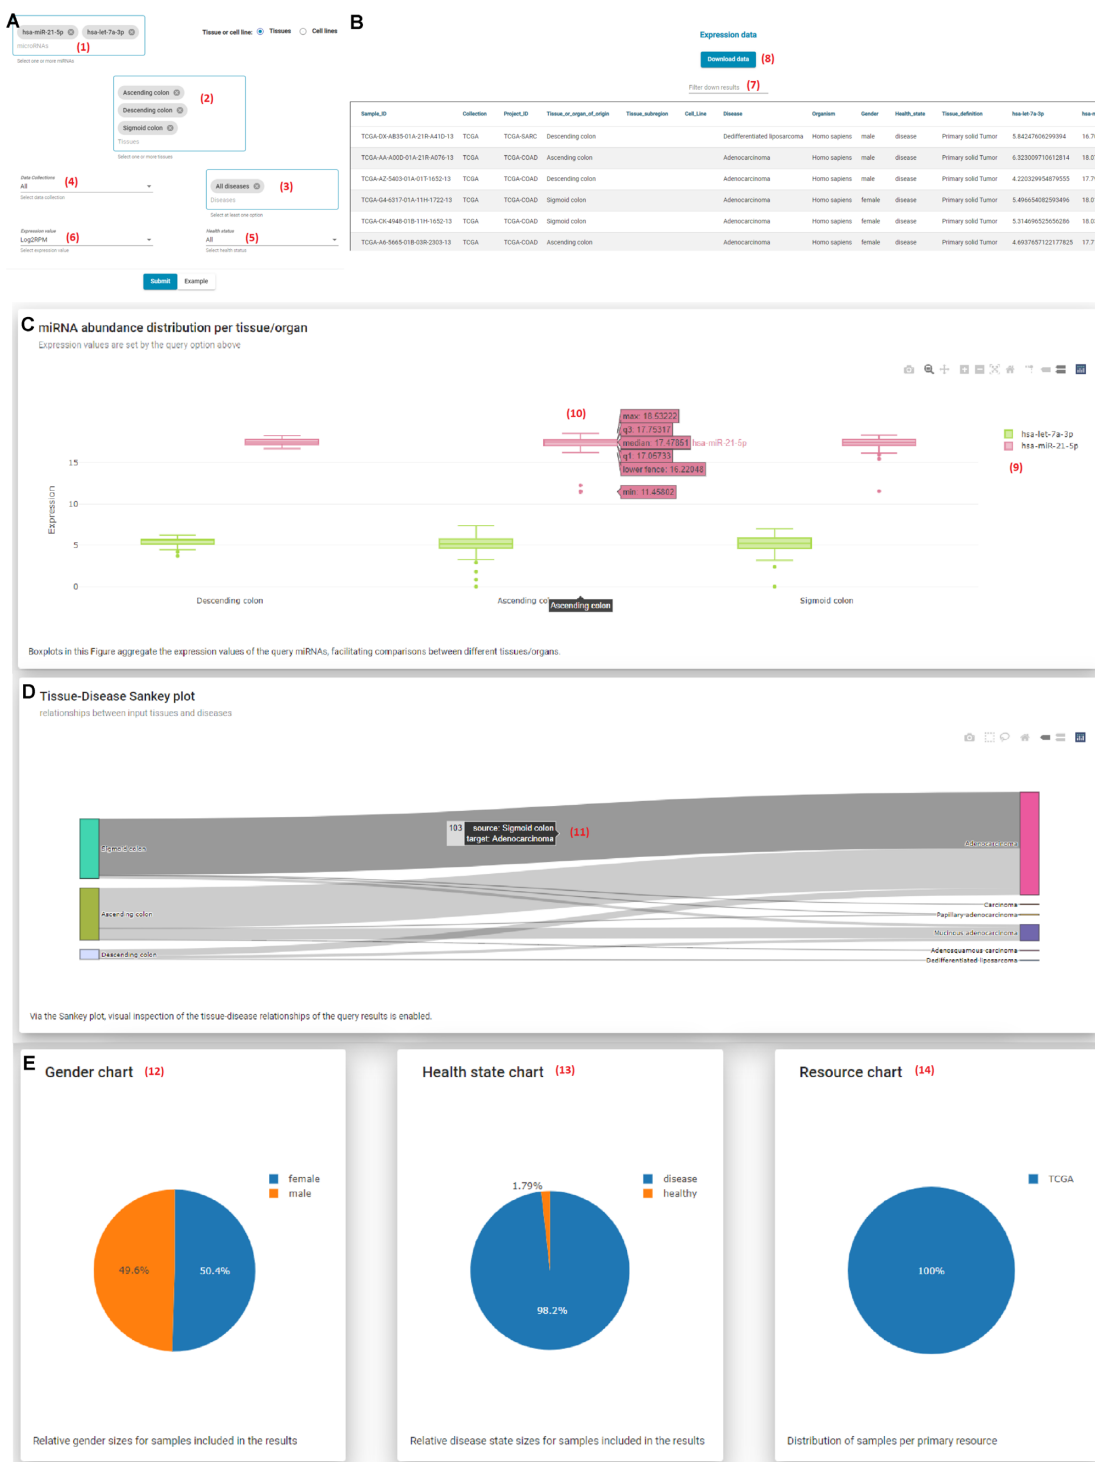 A
hsa-miR-21-5p hsa-let-7a-3p
microRNAs (1)
Select one or more miRNAs
Tissue or cell line: Tissues Cell lines
Ascending colon (2)
Descending colon
Sigmoid colon
Tissues
Select one or more tissues
Data Collections
All (4)
Select data collection
All diseases (3)
Diseases
Select at least one option
Expression value
Log2RPM (6)
Select expression value
Health status
All (5)
Select health status
Submit Example
B
Expression data
Download data (8)
Filter down results (7)
Sample_ID Collection Project_ID Tissue_or_organ_of_origin Tissue_subregion Cell_Line Disease Organism Gender Health_state Tissue_definition hsa-let-7a-3p hsa-m
TCGA-DX-AB35-01A-21R-A41D-13 TCGA TCGA-SARC Descending colon Dedifferentiated liposarcoma Homo sapiens male disease Primary solid Tumor 5.84247606299394 16.70
TCGA-AA-A00D-01A-21R-A076-13 TCGA TCGA-COAD Ascending colon Adenocarcinoma Homo sapiens male disease Primary solid Tumor 6.323009710612814 18.07
TCGA-AZ-5403-01A-01T-1652-13 TCGA TCGA-COAD Descending colon Adenocarcinoma Homo sapiens male disease Primary solid Tumor 4.2203299548795​55 17.79
TCGA-G4-6317-01A-11H-1722-13 TCGA TCGA-COAD Sigmoid colon Adenocarcinoma Homo sapiens female disease Primary solid Tumor 5.496654082593496 18.01
TCGA-CK-4948-01B-11H-1652-13 TCGA TCGA-COAD Sigmoid colon Adenocarcinoma Homo sapiens female disease Primary solid Tumor 5.314696525656286 18.03
TCGA-A6-5665-01B-03R-2303-13 TCGA TCGA-COAD Ascending colon Adenocarcinoma Homo sapiens female disease Primary solid Tumor 4.6937657122177825 17.7
C miRNA abundance distribution per tissue/organ
Expression values are set by the query option above
(10)
max: 18.53222
q3: 17.75317
median: 17.47851 hsa-miR-21-5p
q1: 17.05733
lower fence: 16.22048
min: 11.45802
hsa-let-7a-3p
hsa-miR-21-5p
(9)
Expression
15
10
5
0
Descending colon
Ascending colon
Ascending colon
Sigmoid colon
Boxplots in this Figure aggregate the expression values of the query miRNAs, facilitating comparisons between different tissues/organs.
D Tissue-Disease Sankey plot
relationships between input tissues and diseases
103 source: Sigmoid colon
target: Adenocarcinoma
(11)
Sigmoid colon
Ascending colon
Descending colon
Adenocarcinoma
Carcinoma
Papillary adenocarcinoma
Mucinous adenocarcinoma
Adenosquamous carcinoma
Dedifferentiated liposarcoma
Via the Sankey plot, visual inspection of the tissue-disease relationships of the query results is enabled.
E Gender chart (12)
female
male
49.6%
50.4%
Relative gender sizes for samples included in the results
Health state chart (13)
disease
healthy
1.79%
98.2%
Relative disease state sizes for samples included in the results
Resource chart (14)
TCGA
100%
Distribution of samples per primary resource